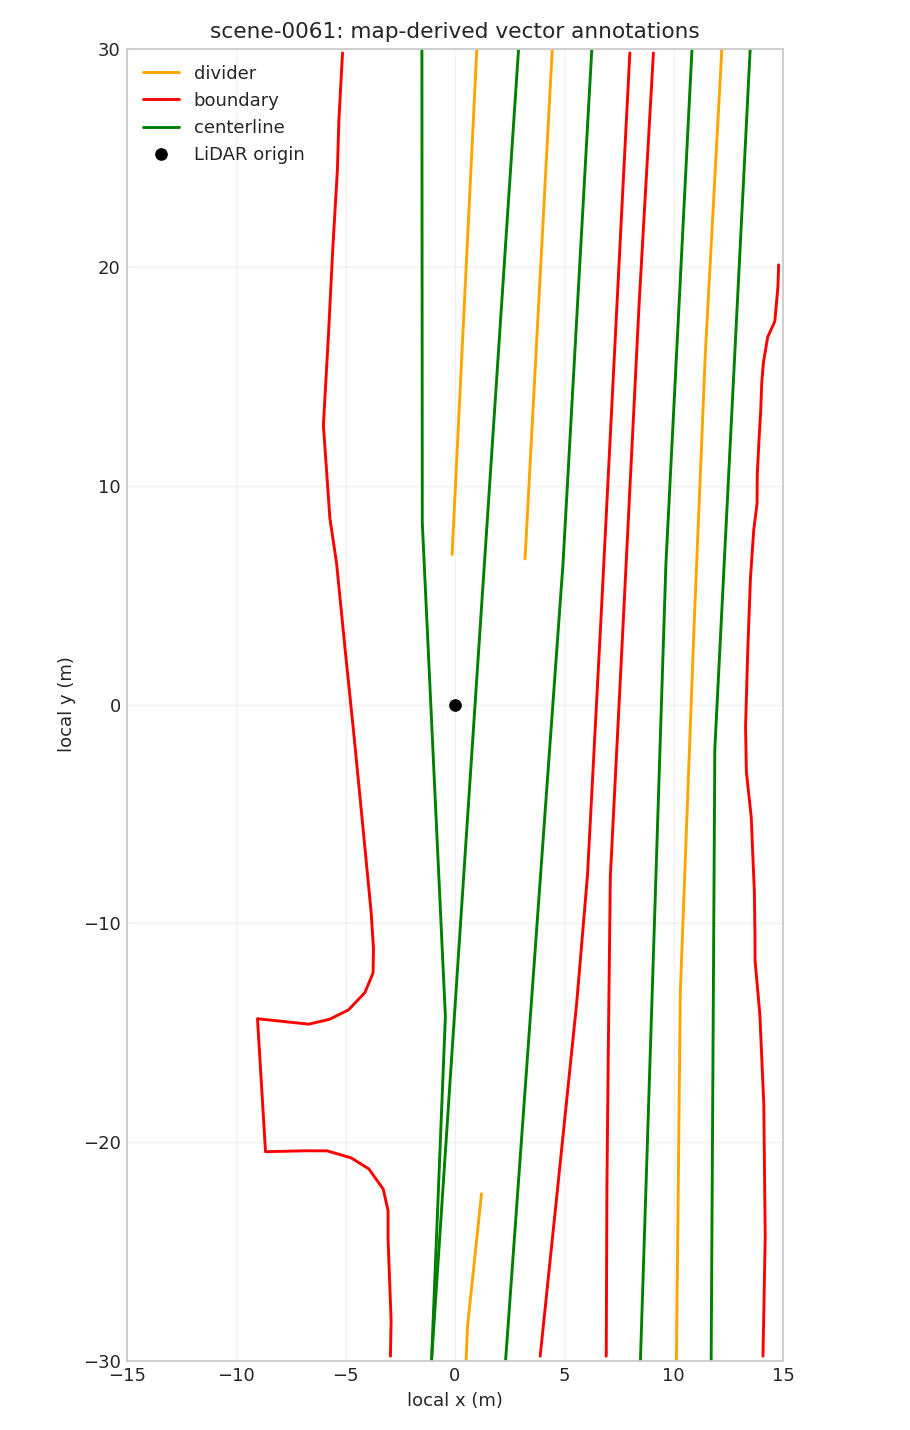 scene-0061: map-derived vector annotations
divider
boundary
centerline
LiDAR origin
30
20
10
0
−10
−20
−30
local y (m)
−15
−10
−5
0
5
10
15
local x (m)